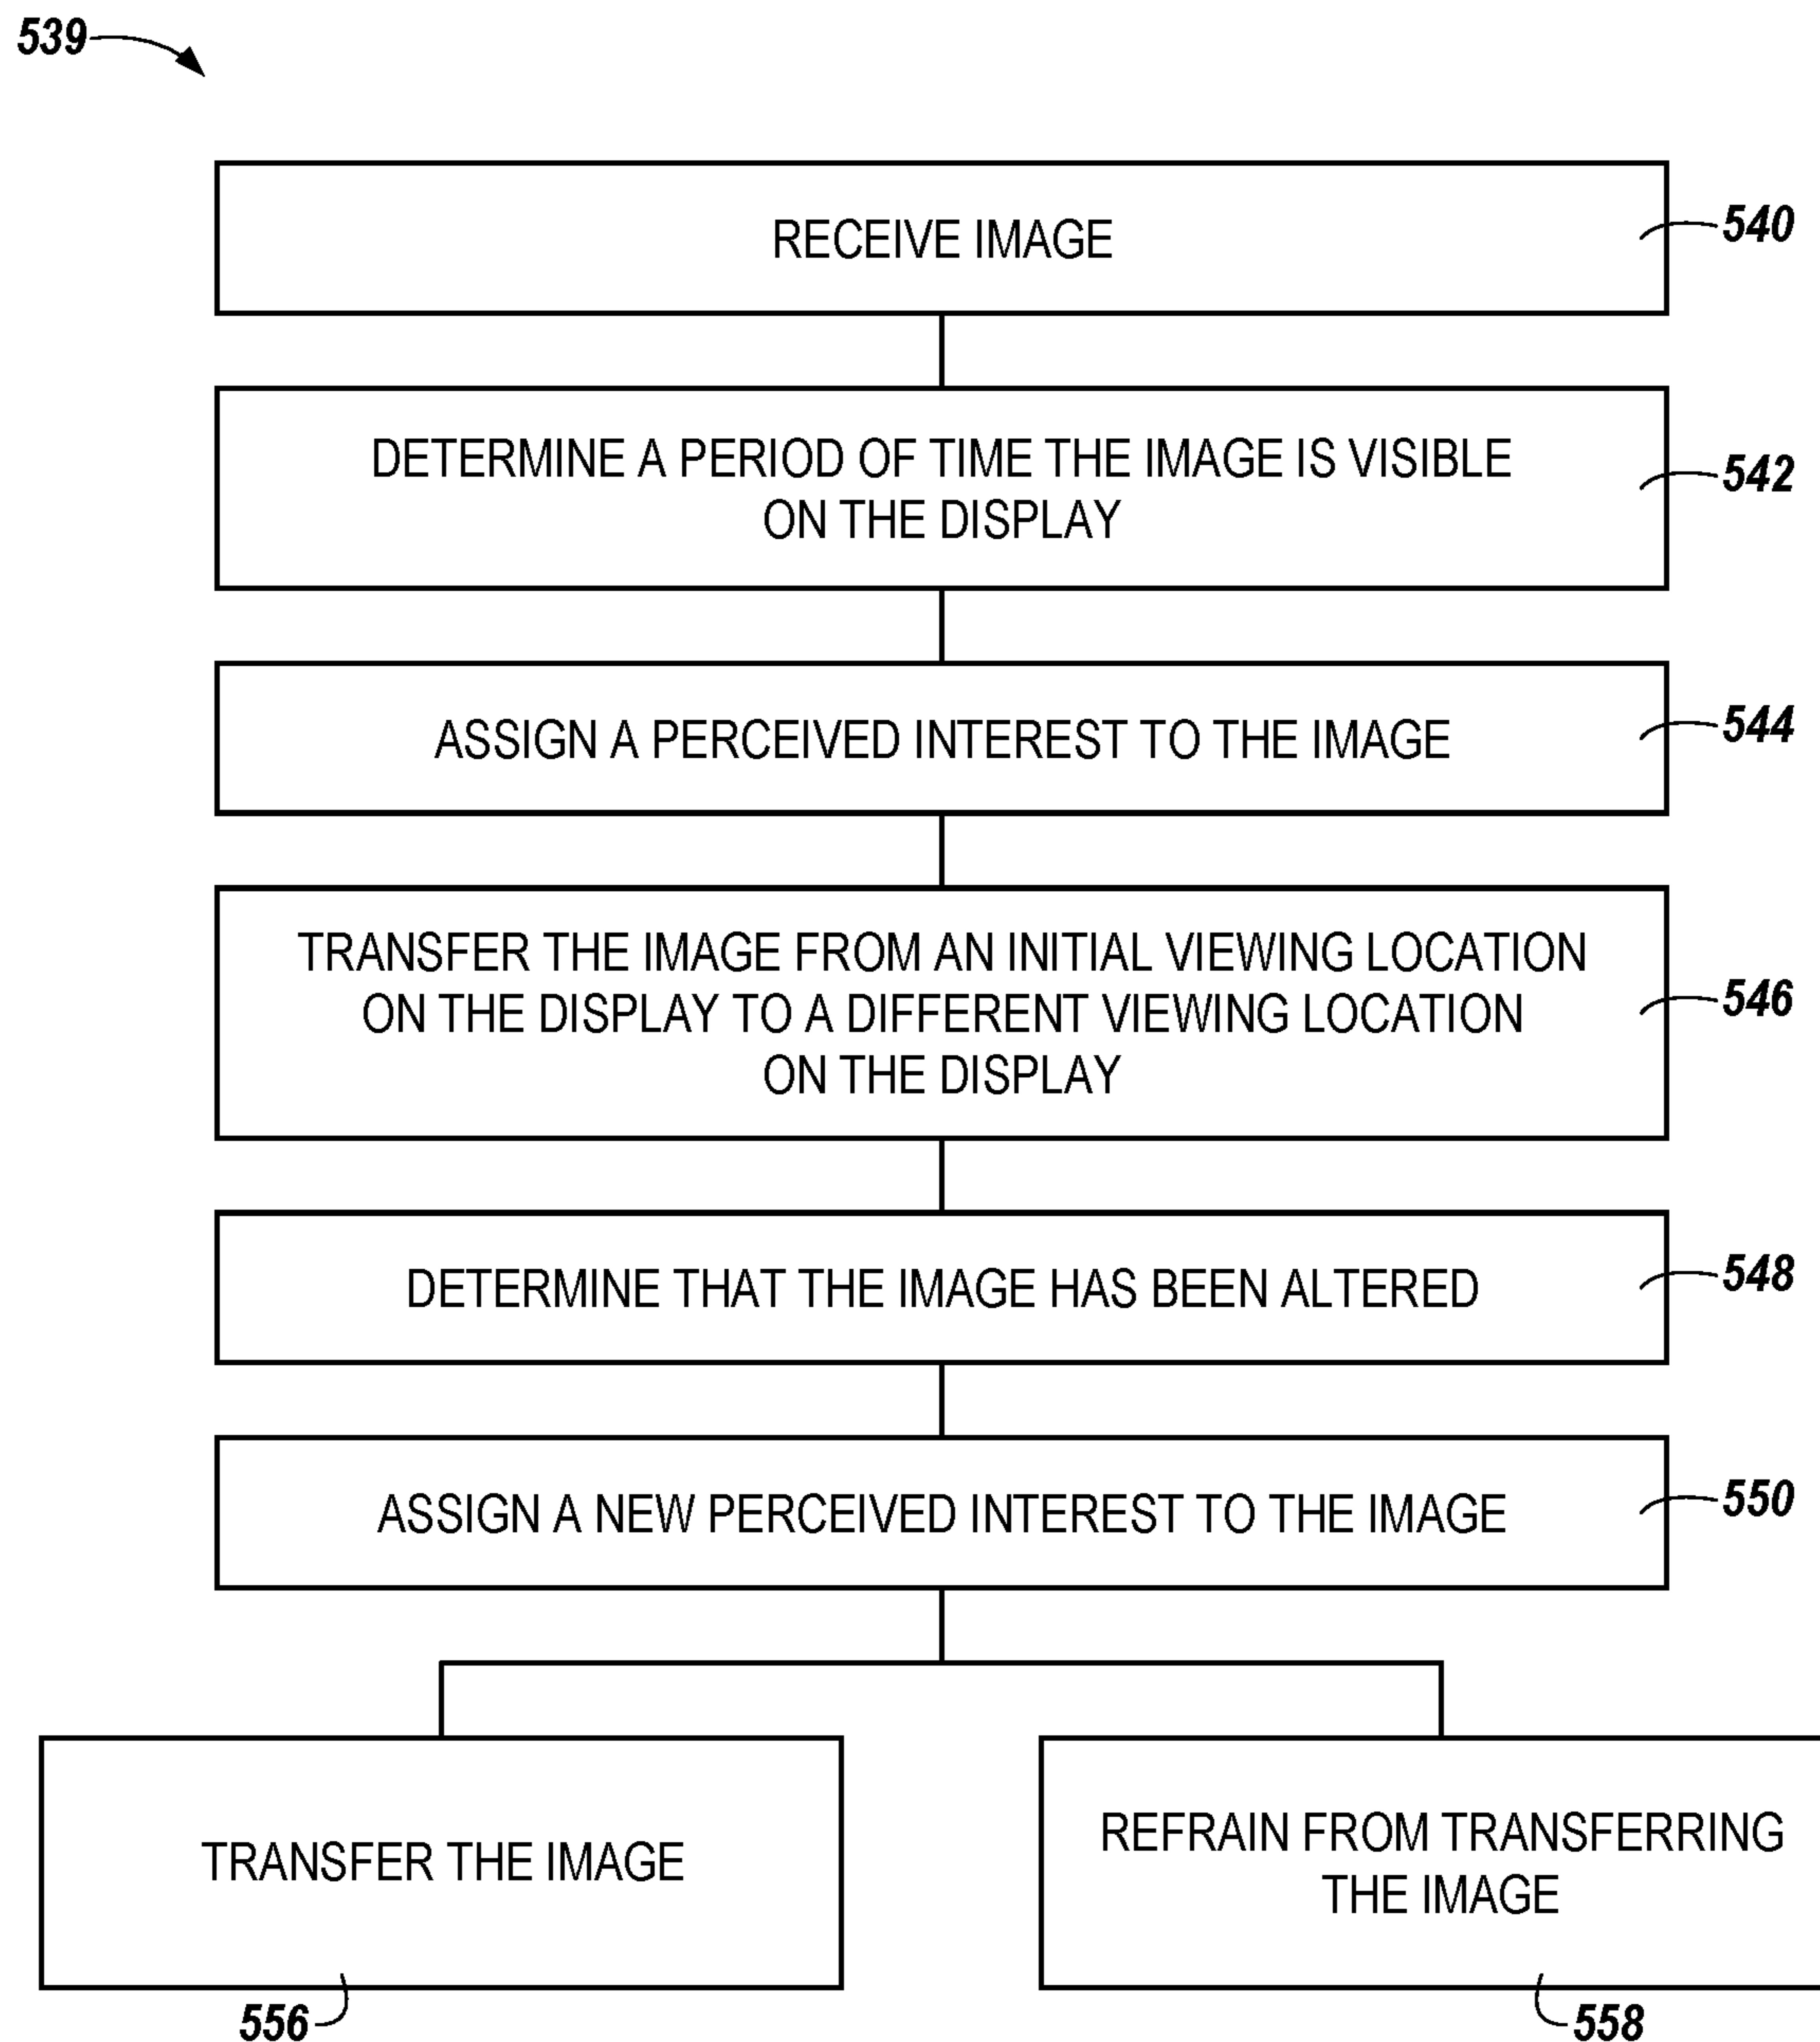 539
RECEIVE IMAGE
540
DETERMINE A PERIOD OF TIME THE IMAGE IS VISIBLE
ON THE DISPLAY
542
ASSIGN A PERCEIVED INTEREST TO THE IMAGE
544
TRANSFER THE IMAGE FROM AN INITIAL VIEWING LOCATION
ON THE DISPLAY TO A DIFFERENT VIEWING LOCATION
ON THE DISPLAY
546
DETERMINE THAT THE IMAGE HAS BEEN ALTERED
548
ASSIGN A NEW PERCEIVED INTEREST TO THE IMAGE
550
TRANSFER THE IMAGE
556
REFRAIN FROM TRANSFERRING
THE IMAGE
558